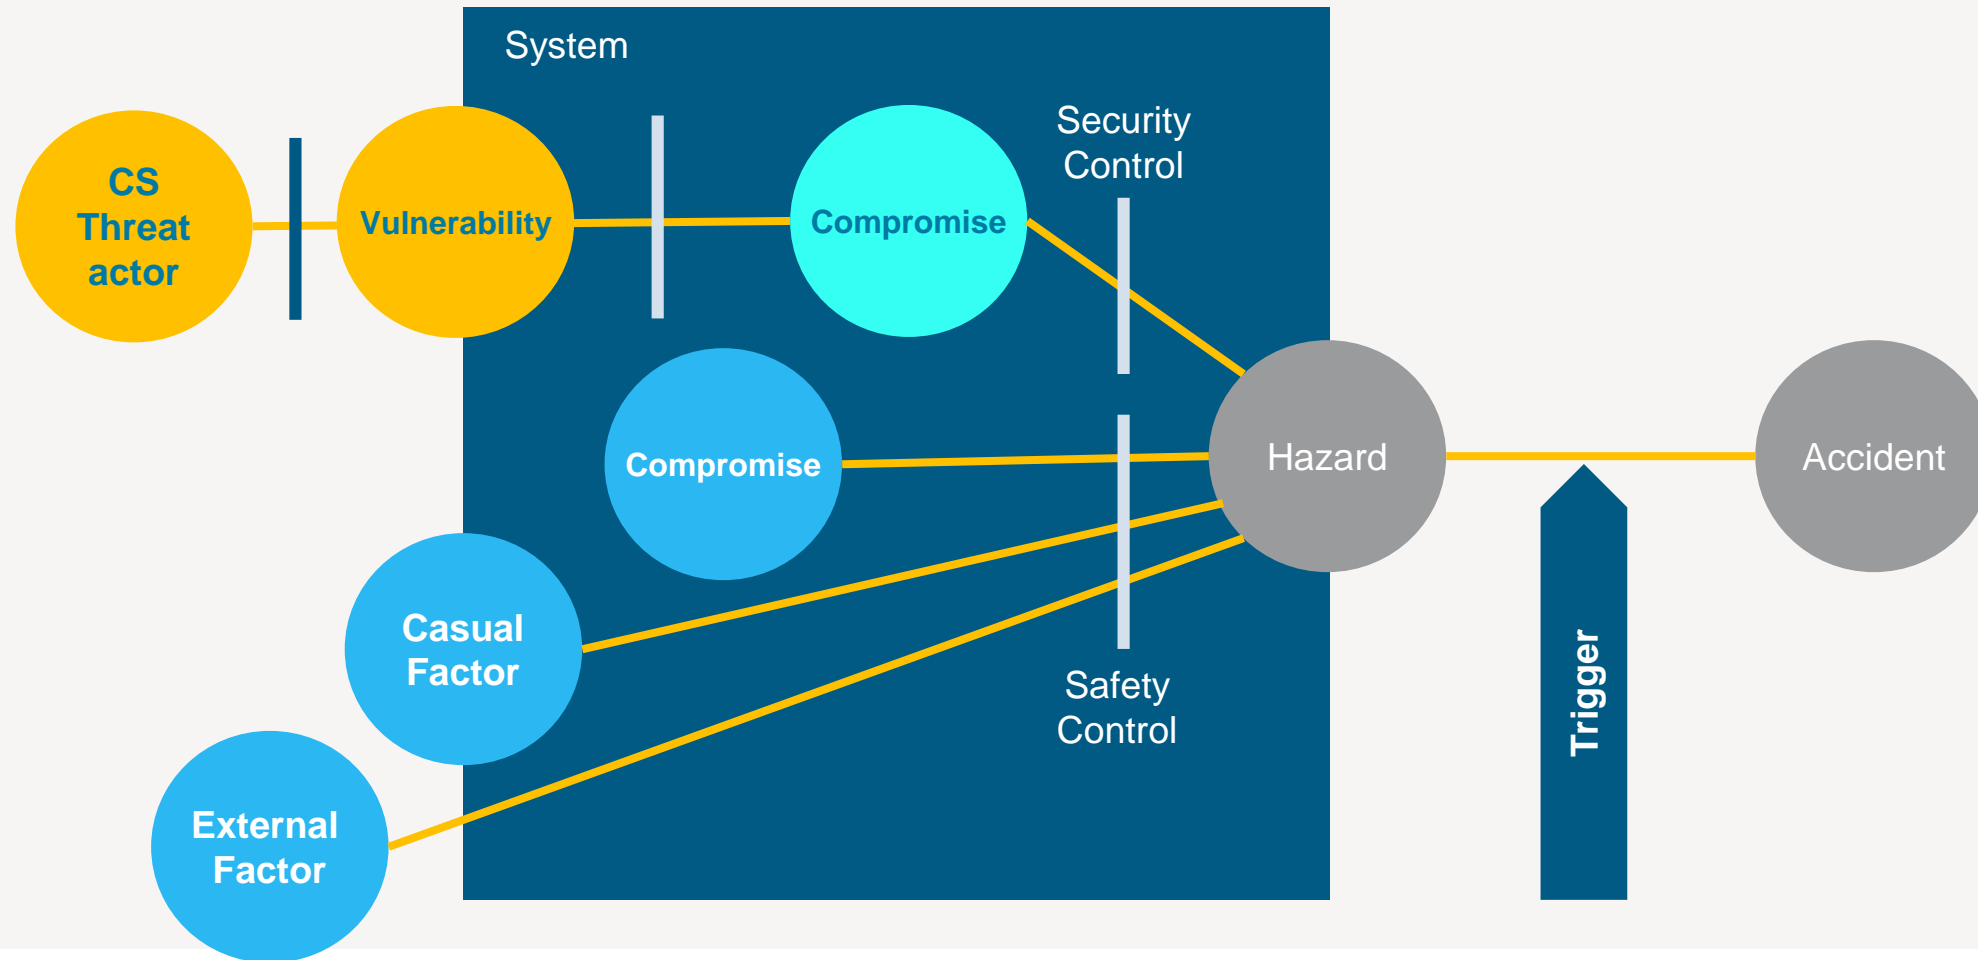 System
CS
Threat
actor
Vulnerability
Compromise
Security
Control
Compromise
Hazard
Accident
Casual
Factor
Safety
Control
Trigger
External
Factor